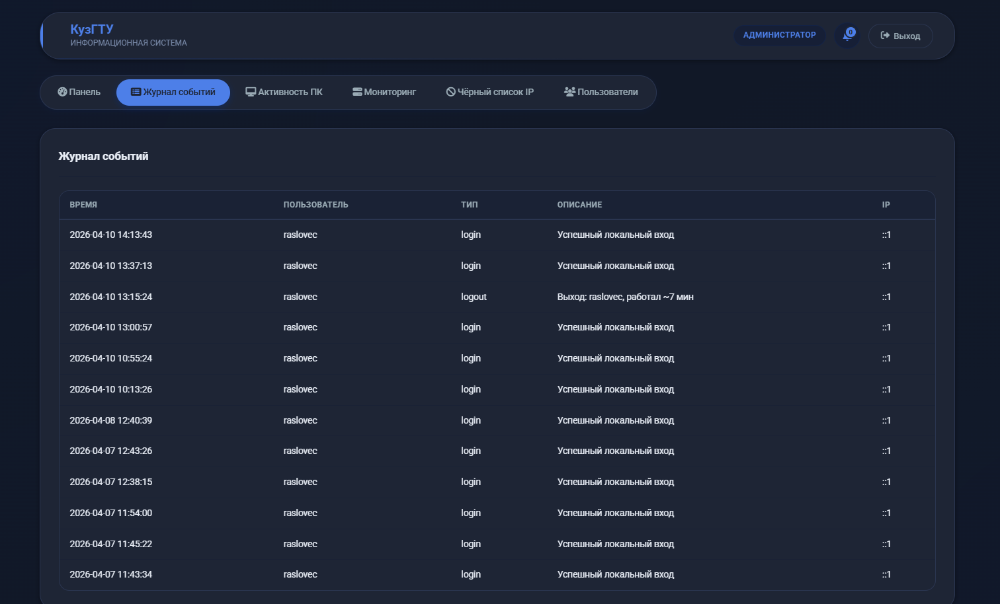 КузГТУ
ИНФОРМАЦИОННАЯ СИСТЕМА
АДМИНИСТРАТОР
0
Выход
Панель Журнал событий Активность ПК Мониторинг Чёрный список IP Пользователи
Журнал событий
ВРЕМЯ ПОЛЬЗОВАТЕЛЬ ТИП ОПИСАНИЕ IP
2026-04-10 14:13:43 raslovec login Успешный локальный вход ::1
2026-04-10 13:37:13 raslovec login Успешный локальный вход ::1
2026-04-10 13:15:24 raslovec logout Выход: raslovec, работал ~7 мин ::1
2026-04-10 13:00:57 raslovec login Успешный локальный вход ::1
2026-04-10 10:55:24 raslovec login Успешный локальный вход ::1
2026-04-10 10:13:26 raslovec login Успешный локальный вход ::1
2026-04-08 12:40:39 raslovec login Успешный локальный вход ::1
2026-04-07 12:43:26 raslovec login Успешный локальный вход ::1
2026-04-07 12:38:15 raslovec login Успешный локальный вход ::1
2026-04-07 11:54:00 raslovec login Успешный локальный вход ::1
2026-04-07 11:45:22 raslovec login Успешный локальный вход ::1
2026-04-07 11:43:34 raslovec login Успешный локальный вход ::1